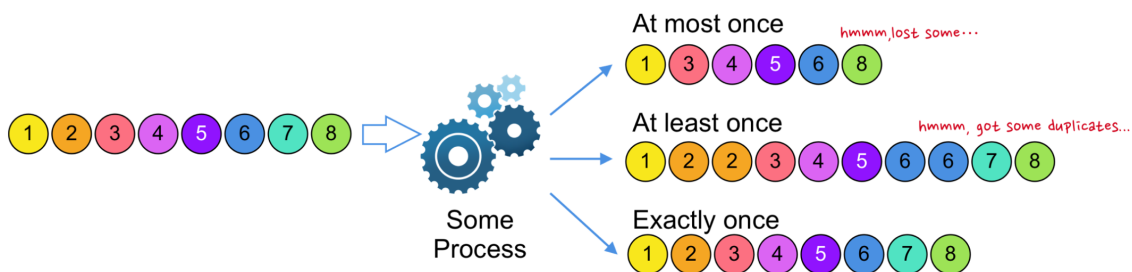 At most once
hmmm,lost some...
1 3 4 5 6 8
1 2 3 4 5 6 7 8
Some
Process
At least once
hmmm, got some duplicates...
1 2 2 3 4 5 6 6 7 8
Exactly once
1 2 3 4 5 6 7 8